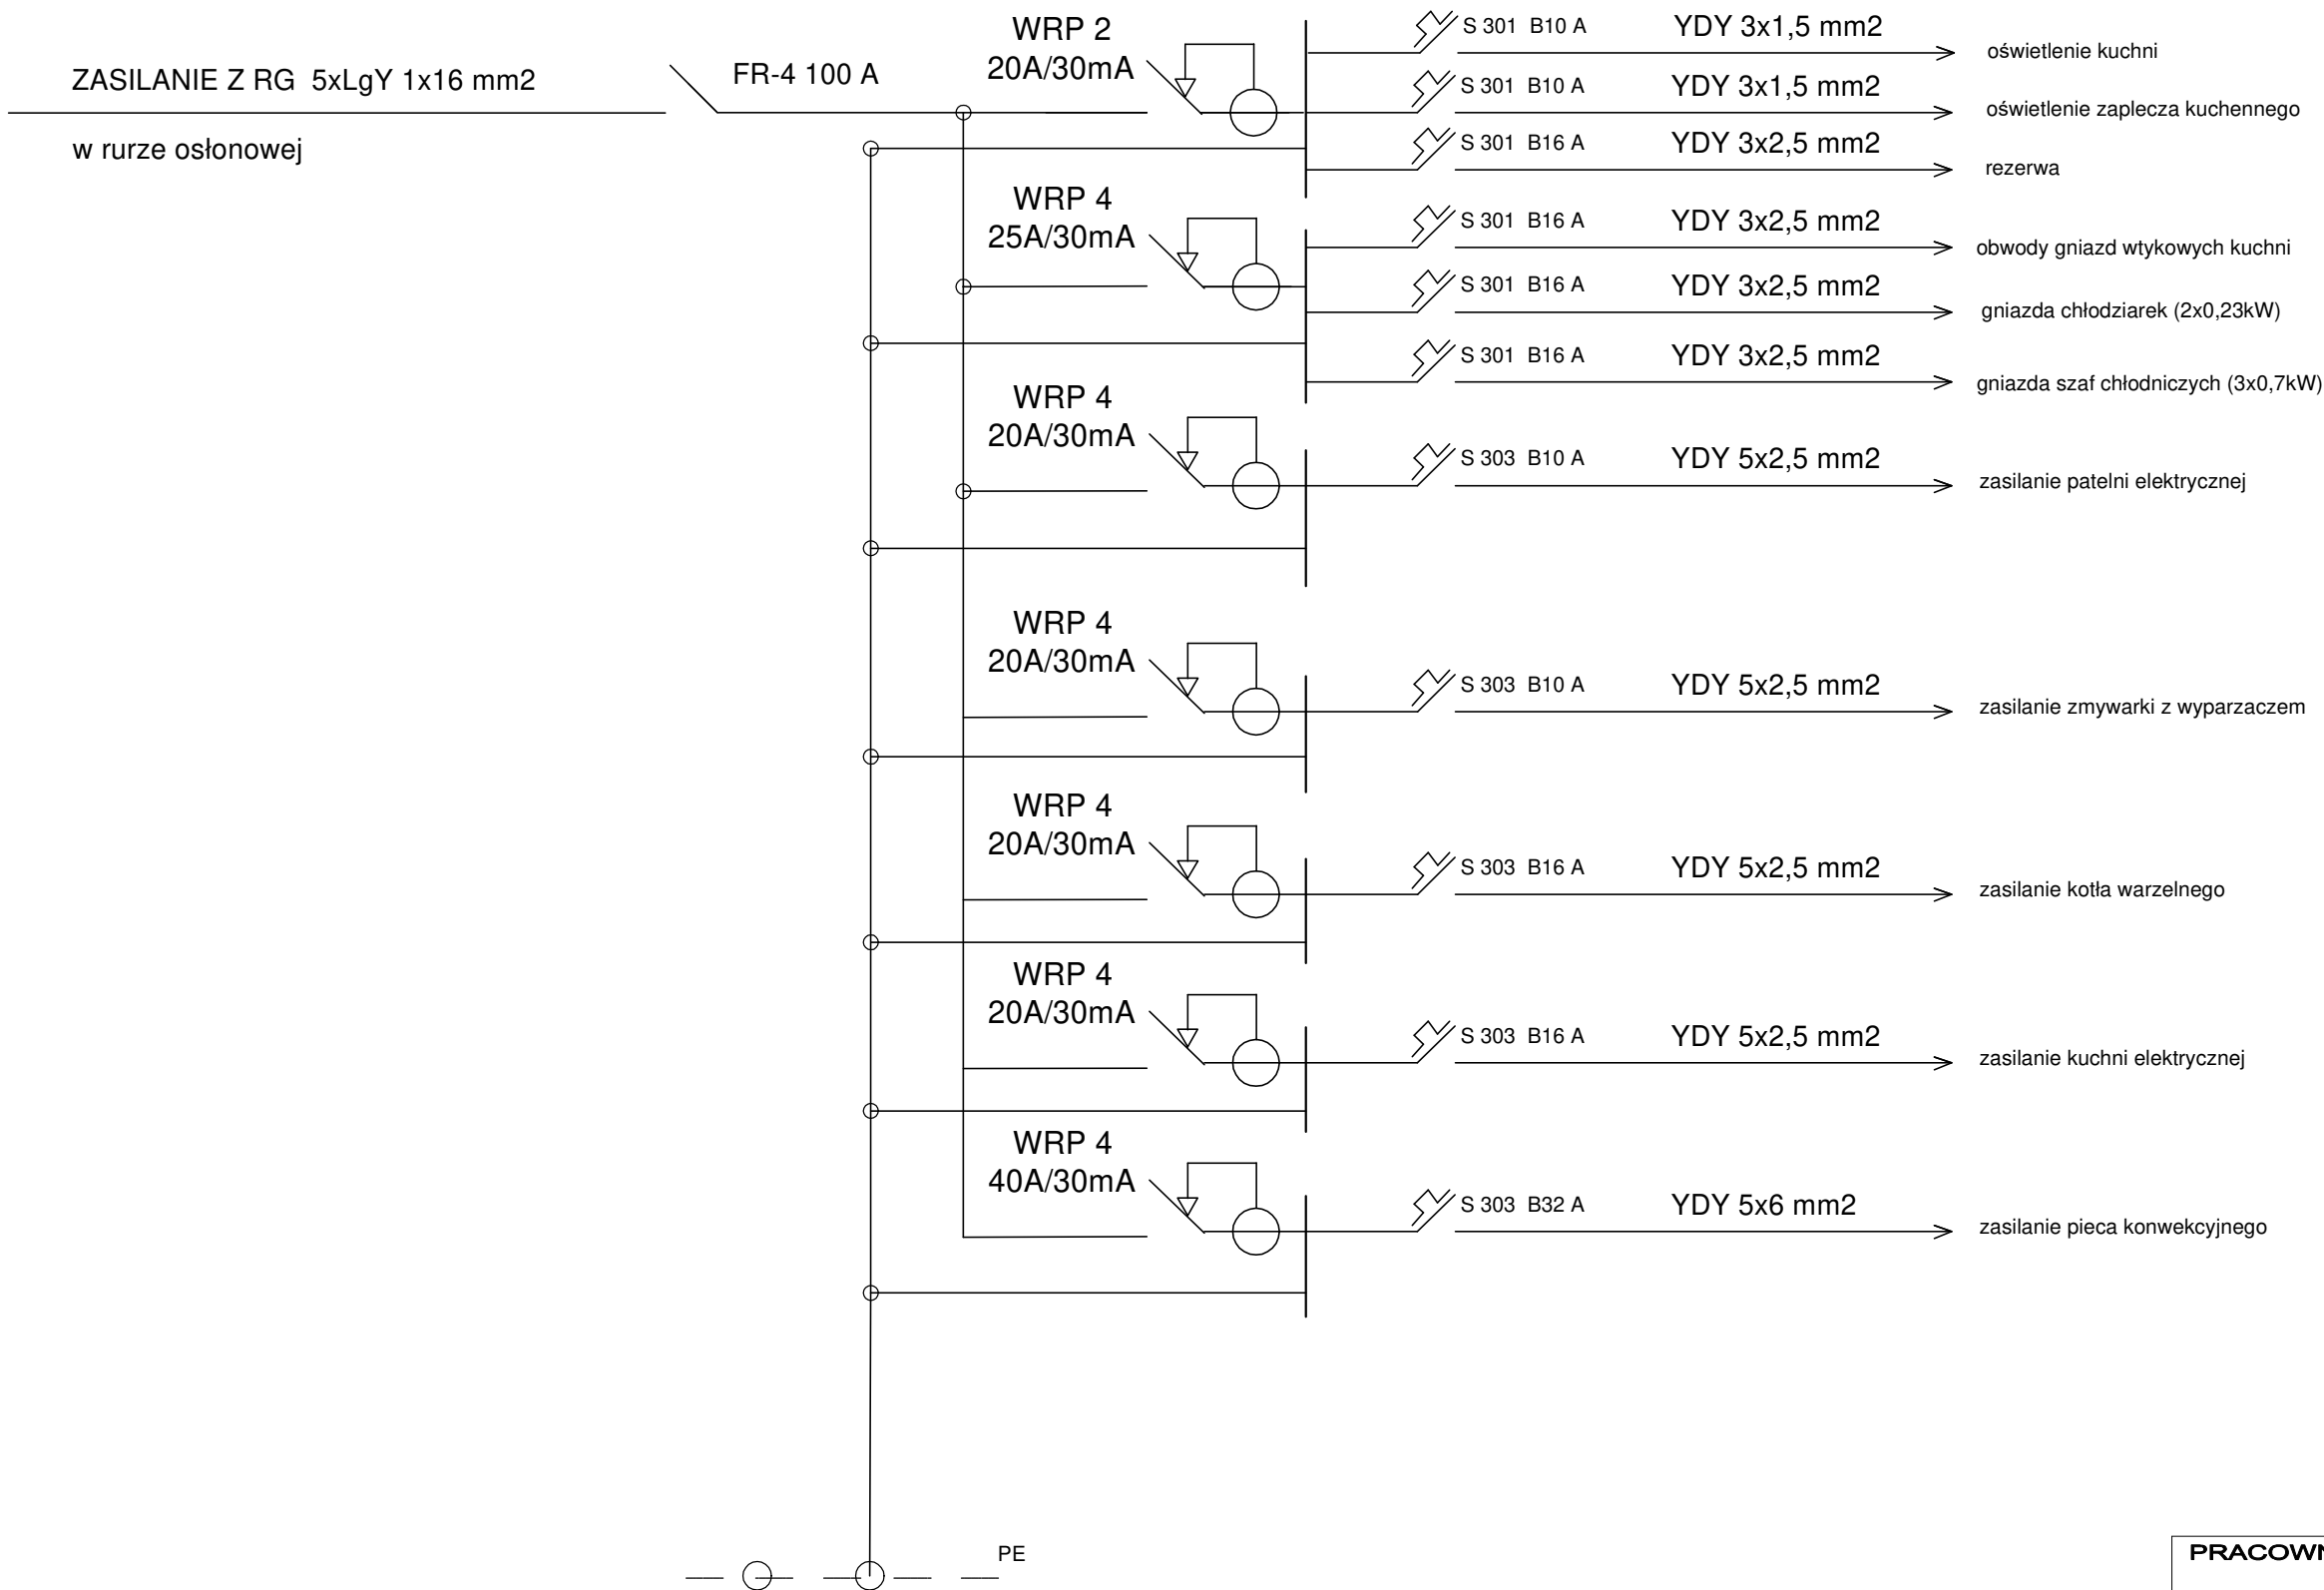 ZASILANIE Z RG 5xLgY 1x16 mm2
w rurze osłonowej
FR-4 100 A
WRP 2
20A/30mA
S 301 B10 A YDY 3x1,5 mm2
oświetlenie kuchni
S 301 B10 A YDY 3x1,5 mm2
oświetlenie zaplecza kuchennego
S 301 B16 A YDY 3x2,5 mm2
rezerwa
WRP 4
25A/30mA
S 301 B16 A YDY 3x2,5 mm2
obwody gniazd wtykowych kuchni
S 301 B16 A YDY 3x2,5 mm2
gniazda chłodziarek (2x0,23kW)
S 301 B16 A YDY 3x2,5 mm2
gniazda szaf chłodniczych (3x0,7kW)
WRP 4
20A/30mA
S 303 B10 A YDY 5x2,5 mm2
zasilanie patelni elektrycznej
WRP 4
20A/30mA
S 303 B10 A YDY 5x2,5 mm2
zasilanie zmywarki z wyparzaczem
WRP 4
20A/30mA
S 303 B16 A YDY 5x2,5 mm2
zasilanie kotła warzelnego
WRP 4
20A/30mA
S 303 B16 A YDY 5x2,5 mm2
zasilanie kuchni elektrycznej
WRP 4
40A/30mA
S 303 B32 A YDY 5x6 mm2
zasilanie pieca konwekcyjnego
PE